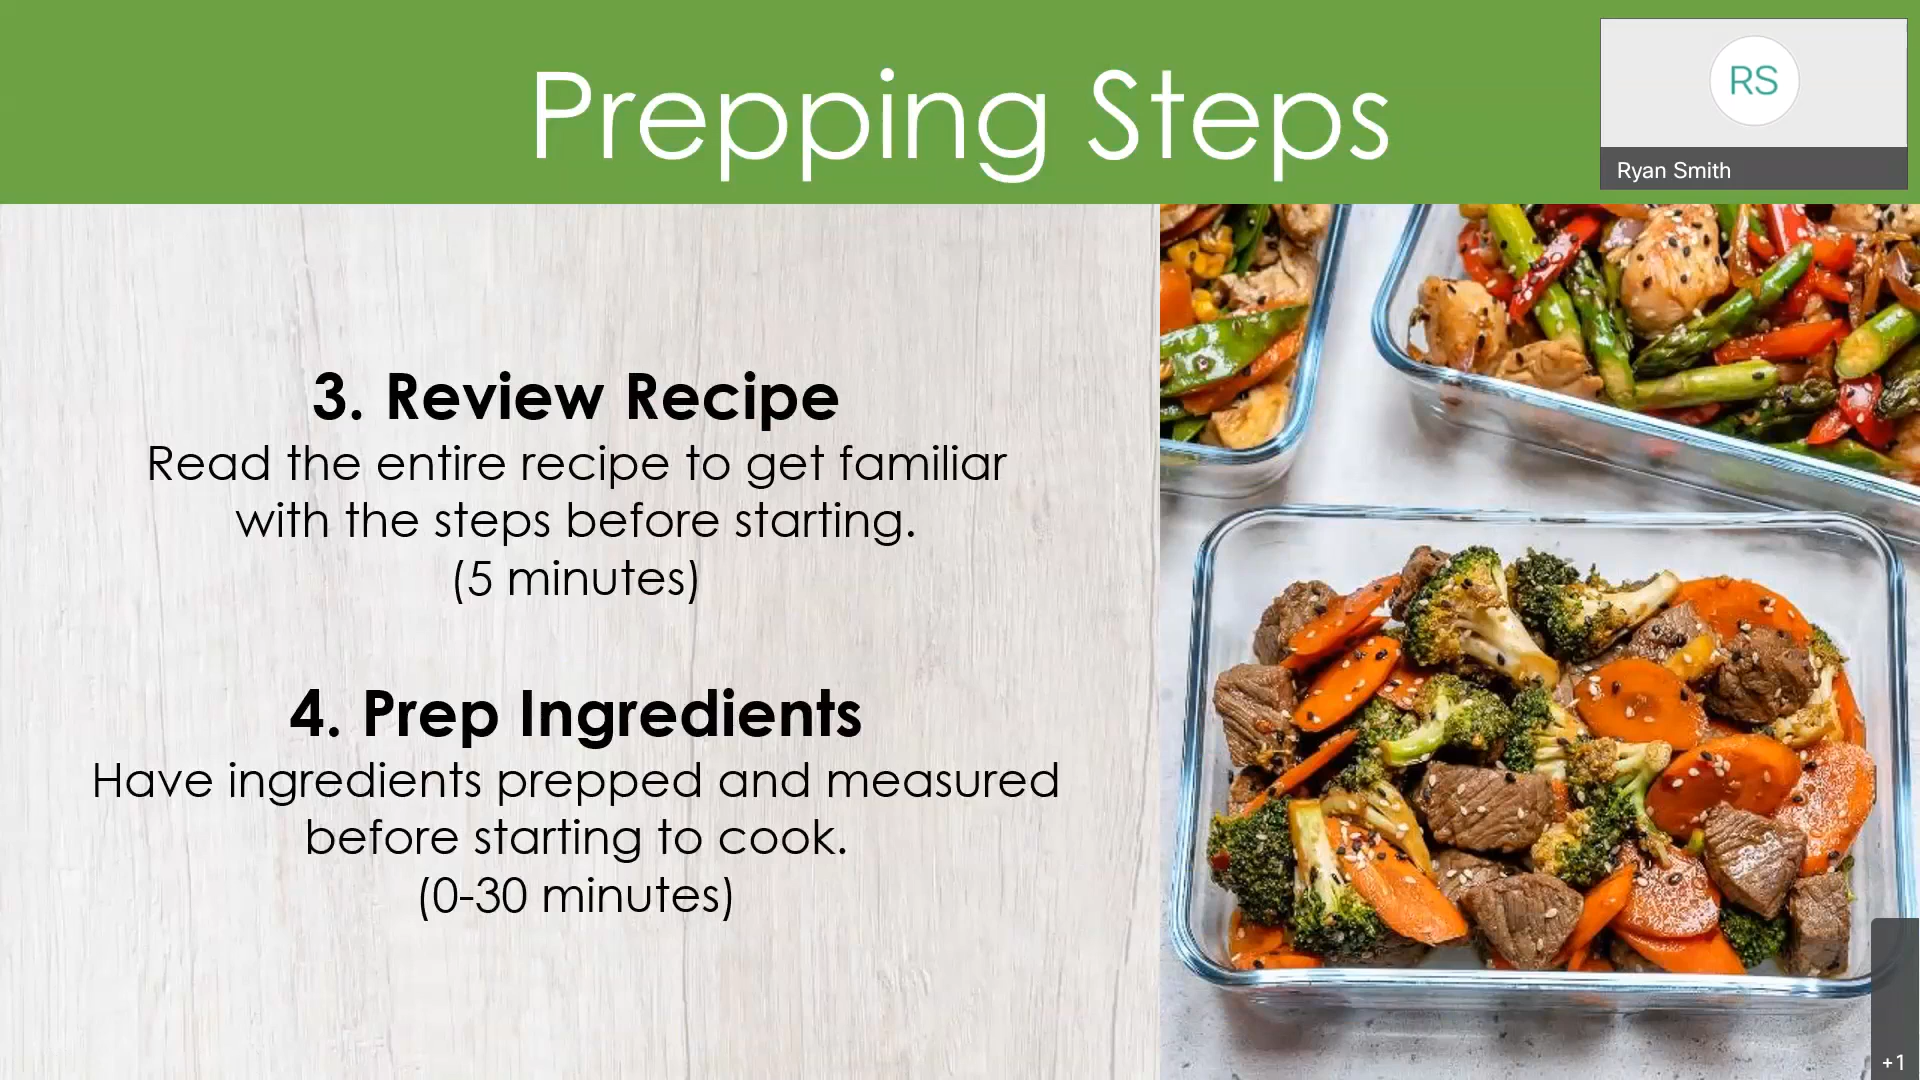 Prepping Steps
RS
Ryan Smith
3. Review Recipe
Read the entire recipe to get familiar
with the steps before starting.
(5 minutes)
4. Prep Ingredients
Have ingredients prepped and measured
before starting to cook.
(0-30 minutes)
+1